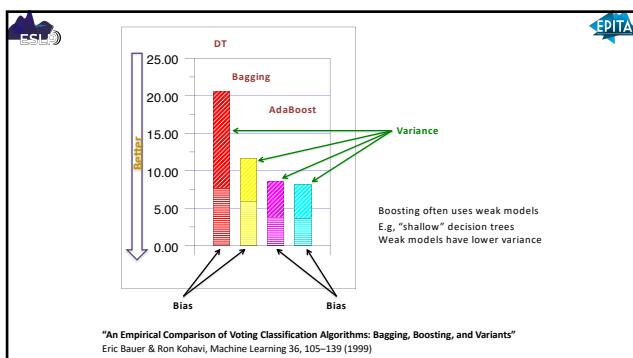 ESLR
EPITA
DT
Bagging
AdaBoost
25.00
20.00
15.00
10.00
5.00
0.00
Better
Variance
Boosting often uses weak models
E.g, “shallow” decision trees
Weak models have lower variance
Bias
Bias
“An Empirical Comparison of Voting Classification Algorithms: Bagging, Boosting, and Variants”
Eric Bauer & Ron Kohavi, Machine Learning 36, 105–139 (1999)